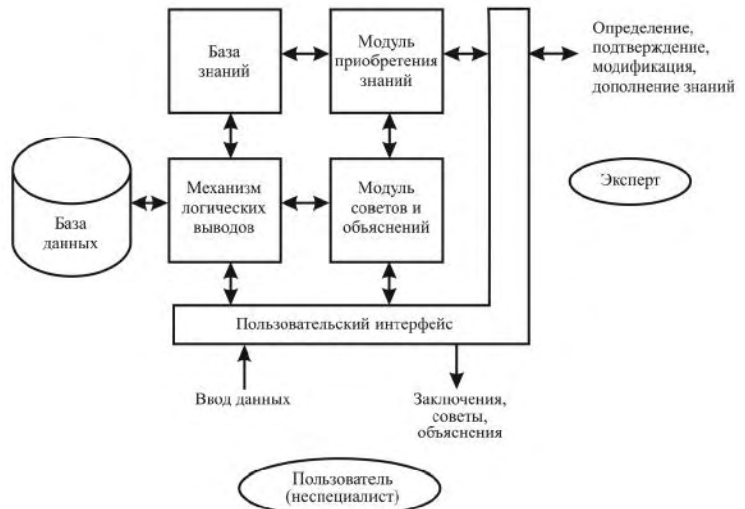 База
знаний
Модуль
приобретения
знаний
Определение,
подтверждение,
модификация,
дополнение знаний
База
данных
Механизм
логических
выводов
Модуль
советов и
объяснений
Эксперт
Пользовательский интерфейс
Ввод данных
Заключения,
советы,
объяснения
Пользователь
(неспециалист)